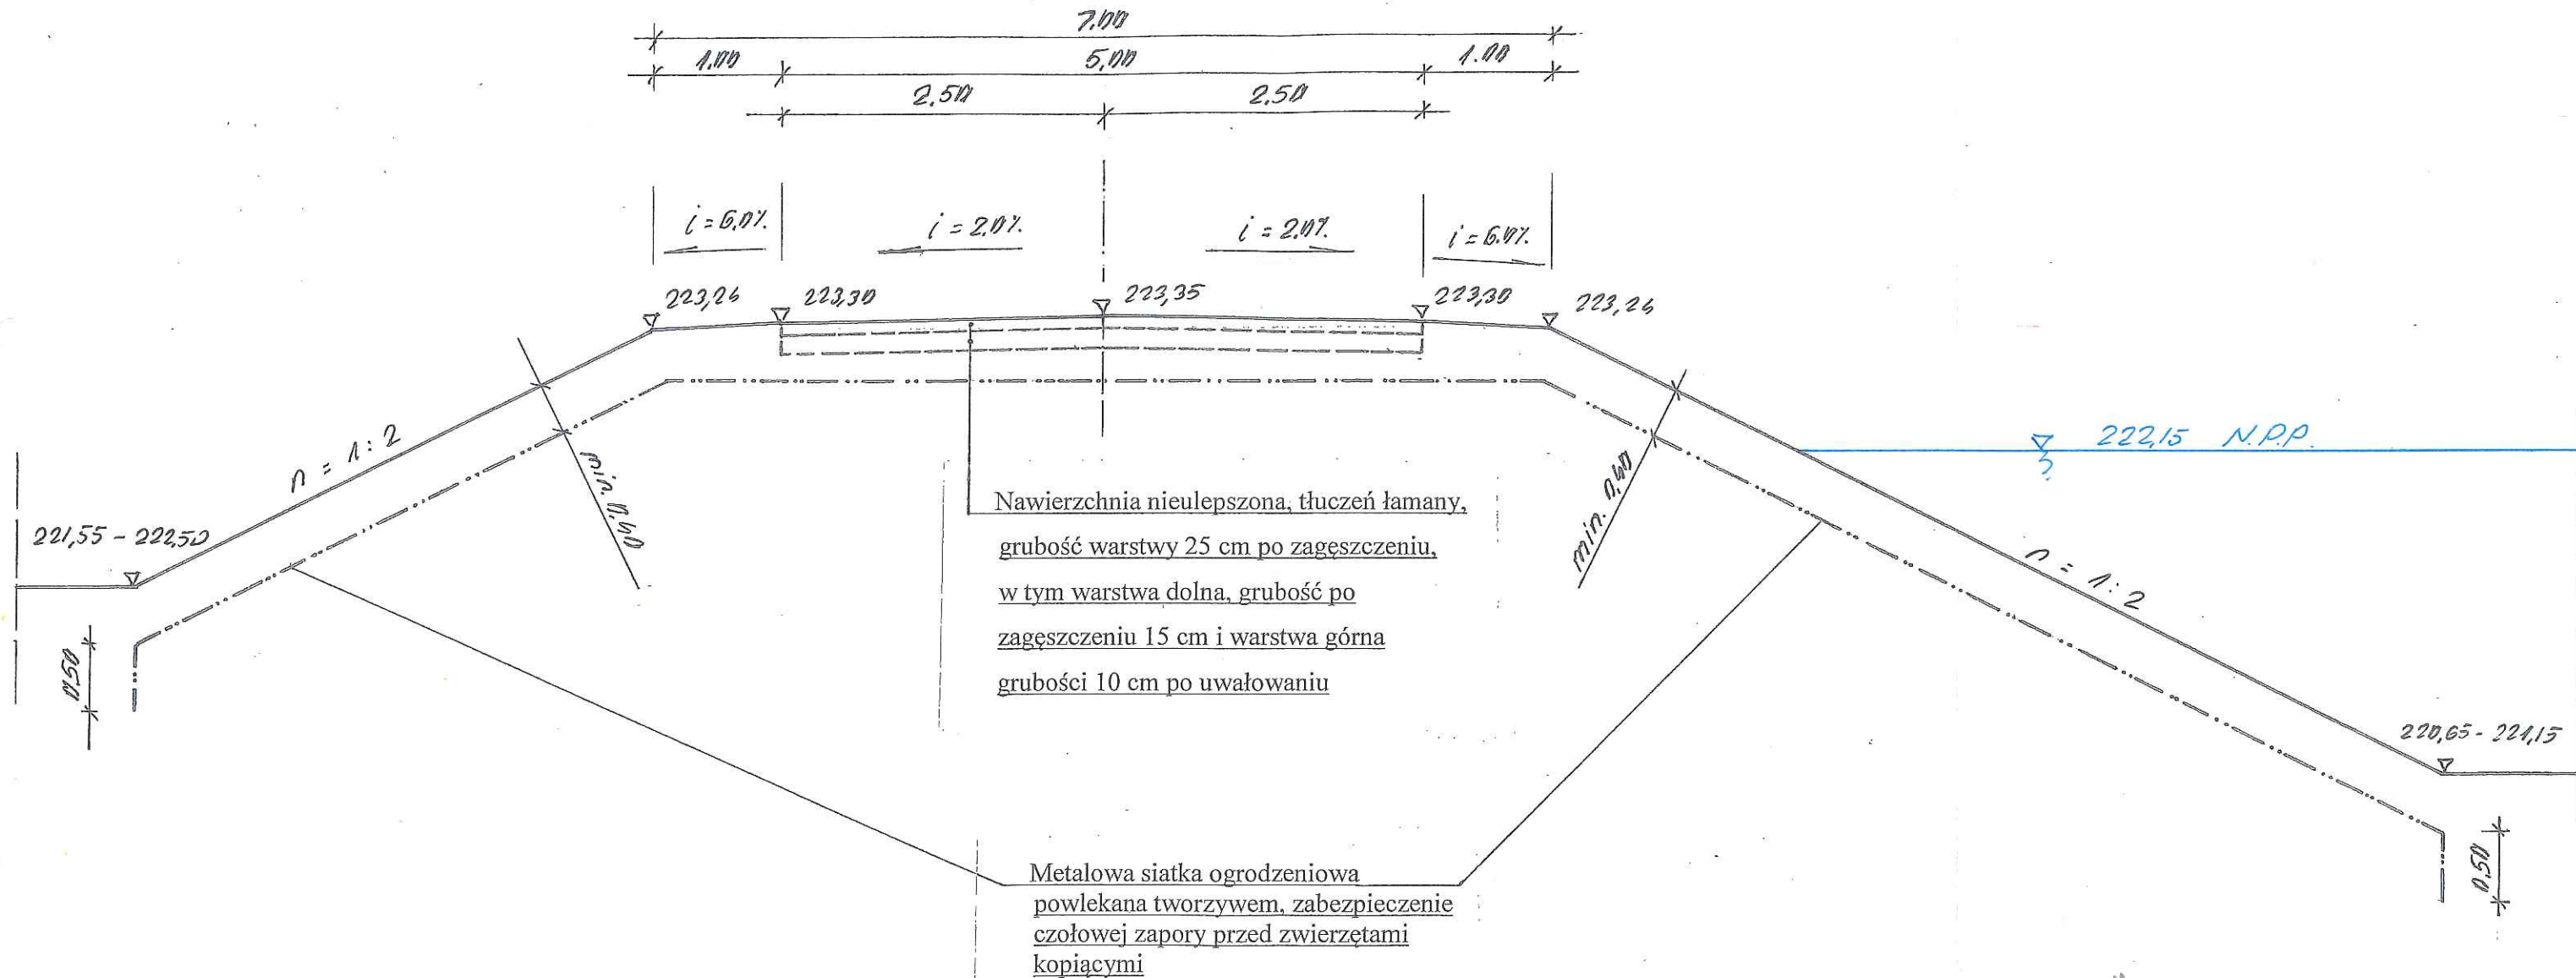 7.00
1.00 5,00 1.00
2.50 2.50
i = 6,0%. i = 2,0%. i = 2,0%. i = 6.0%.
223,26 223,30 223,35 223,30 223,26
n = 1:2
min. 0,60
min. 0,60
222,15 N.P.P.
n = 1:2
221,55 - 222,50
0,50
Nawierzchnia nieulepszona, tłuczeń łamany,
grubość warstwy 25 cm po zagęszczeniu,
w tym warstwa dolna, grubość po
zagęszczeniu 15 cm i warstwa górna
grubości 10 cm po uwałowaniu
220,65 - 221,15
0,50
Metalowa siatka ogrodzeniowa
powlekana tworzywem, zabezpieczenie
czołowej zapory przed zwierzętami
kopiącymi